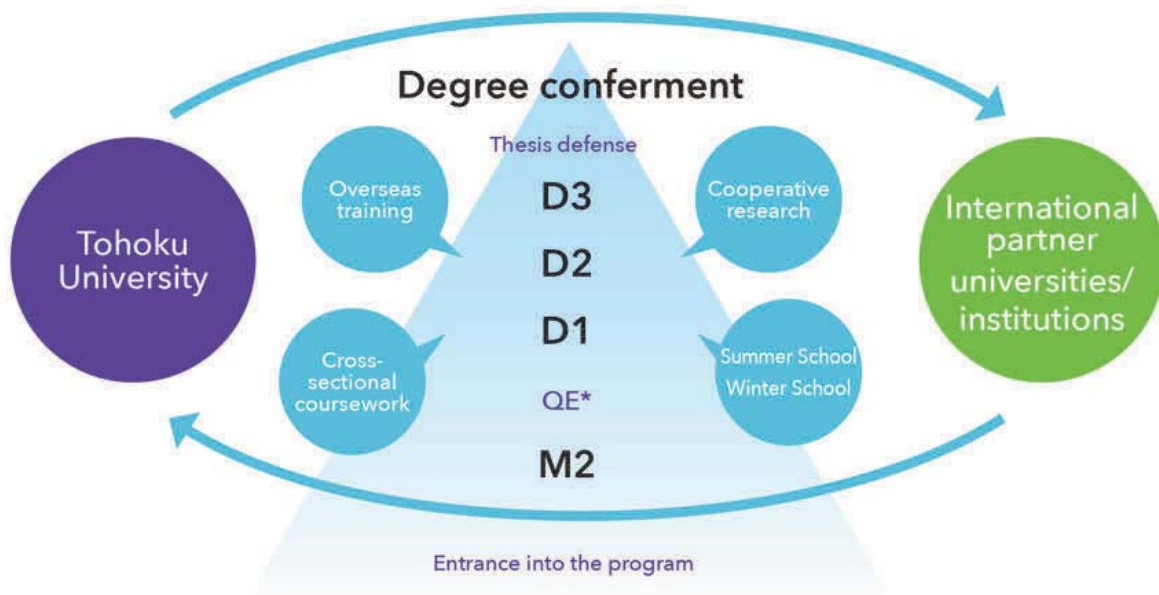 Degree conferment
Thesis defense
Overseas
training
D3
Cooperative
research
Tohoku
University
D2
International
partner
universities/
institutions
D1
Cross-
sectional
coursework
Summer School
Winter School
QE*
M2
Entrance into the program